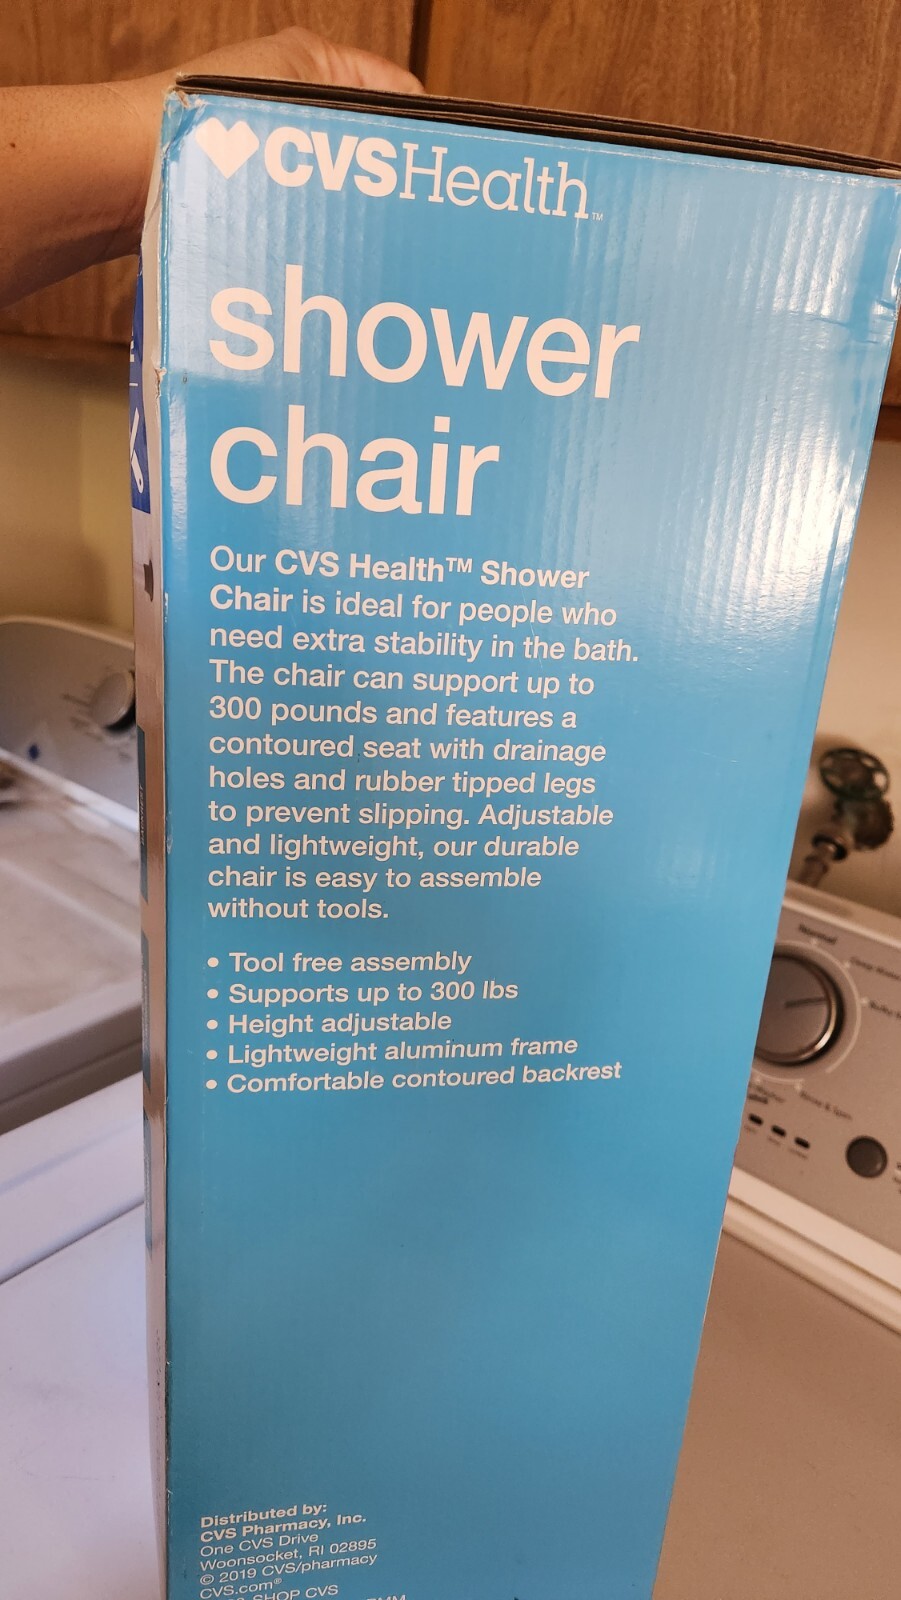 CVSHealth™
shower
chair
Our CVS Health™ Shower
Chair is ideal for people who
need extra stability in the bath.
The chair can support up to
300 pounds and features a
contoured seat with drainage
holes and rubber tipped legs
to prevent slipping. Adjustable
and lightweight, our durable
chair is easy to assemble
without tools.
• Tool free assembly
• Supports up to 300 lbs
• Height adjustable
• Lightweight aluminum frame
• Comfortable contoured backrest
Distributed by:
CVS Pharmacy, Inc.
One CVS Drive
Woonsocket, RI 02895
© 2019 CVS/pharmacy
CVS.com®
SHOP CVS
Normal